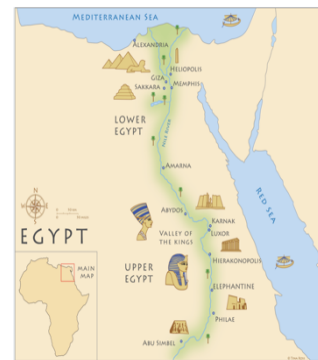 MEDITERRANEAN SEA
ALEXANDRIA
HELIOPOLIS
GIZA
SAKKARA
MEMPHIS
LOWER
EGYPT
NILE RIVER
AMARNA
RED SEA
N
ABYDOS
KARNAK
LUXOR
EGYPT
VALLEY OF
THE KINGS
HIERAKONOPOLIS
MAIN
MAP
UPPER
EGYPT
ELEPHANTINE
PHILAE
ABU SIMBEL